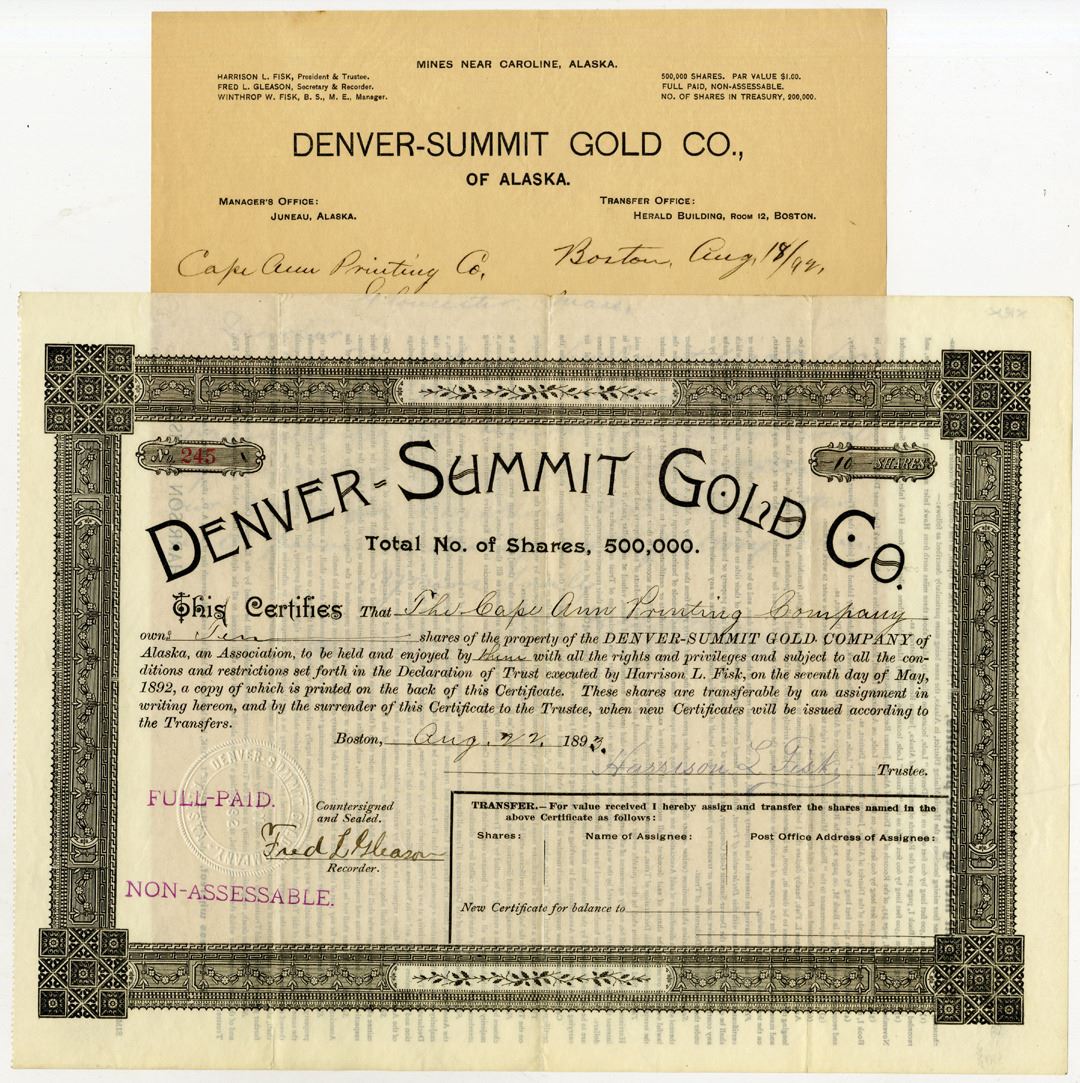 MINES NEAR CAROLINE, ALASKA.
HARRISON L. FISK, President & Trustee.
FRED L. GLEASON, Secretary & Recorder.
WINTHROP W. FISK, B. S., M. E., Manager.
500,000 SHARES. PAR VALUE $1.00.
FULL PAID, NON-ASSESSABLE.
NO. OF SHARES IN TREASURY, 200,000.
DENVER-SUMMIT GOLD CO.,
OF ALASKA.
MANAGER'S OFFICE:
JUNEAU, ALASKA.
TRANSFER OFFICE:
HERALD BUILDING, ROOM 12, BOSTON.
Boston, Aug, 18/92,
Cape Ann Printing Co,
No. 245
10 SHARES
DENVER-SUMMIT GOLD CO.
Total No. of Shares, 500,000.
This Certifies That The Cape Ann Printing Company
owns Ten shares of the property of the DENVER-SUMMIT GOLD COMPANY of
Alaska, an Association, to be held and enjoyed by them with all the rights and privileges and subject to all the con-
ditions and restrictions set forth in the Declaration of Trust executed by Harrison L. Fisk, on the seventh day of May,
1892, a copy of which is printed on the back of this Certificate. These shares are transferable by an assignment in
writing hereon, and by the surrender of this Certificate to the Trustee, when new Certificates will be issued according to
the Transfers.
Boston, Aug. 22, 1893.
Harrison L Fisk, Trustee.
FULL-PAID.
NON-ASSESSABLE.
Countersigned
and Sealed.
Fred L Gleason
Recorder.
TRANSFER.—For value received I hereby assign and transfer the shares named in the
above Certificate as follows:
Shares: Name of Assignee: Post Office Address of Assignee:
New Certificate for balance to